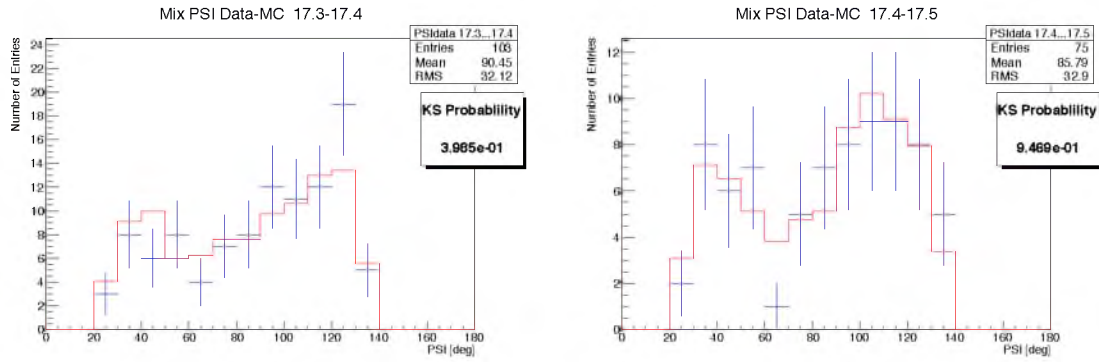 Mix PSI Data-MC 17.3-17.4
PSIdata 17.3...17.4
Entries 103
Mean 90.45
RMS 32.12
KS Probablility
3.985e-01
Number of Entries
24
22
20
18
16
14
12
10
8
6
4
2
0
0 20 40 60 80 100 120 140 160 180
PSI [deg]
Mix PSI Data-MC 17.4-17.5
PSIdata 17.4...17.5
Entries 75
Mean 85.79
RMS 32.9
KS Probablility
9.469e-01
Number of Entries
12
10
8
6
4
2
0
0 20 40 60 80 100 120 140 160 180
PSI [deg]